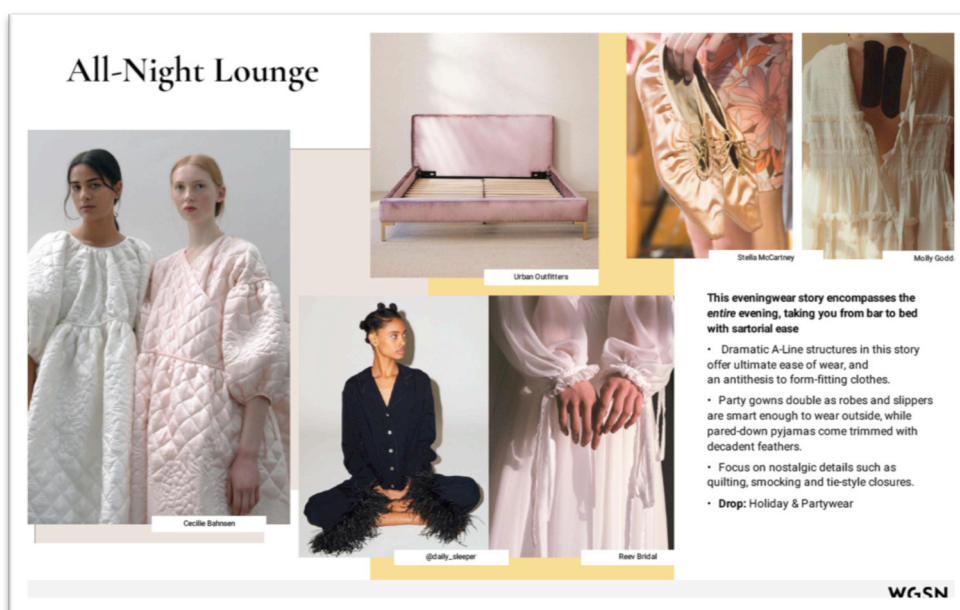 All-Night Lounge
Urban Outfitters
Stella McCartney
Molly Godd
Cecilie Bahnsen
This eveningwear story encompasses the
entire evening, taking you from bar to bed
with sartorial ease
• Dramatic A-Line structures in this story
offer ultimate ease of wear, and
an antithesis to form-fitting clothes.
• Party gowns double as robes and slippers
are smart enough to wear outside, while
pared-down pyjamas come trimmed with
decadent feathers.
• Focus on nostalgic details such as
quilting, smocking and tie-style closures.
• Drop: Holiday & Partywear
@daily_sleeper
Reev Bridal
WGSN